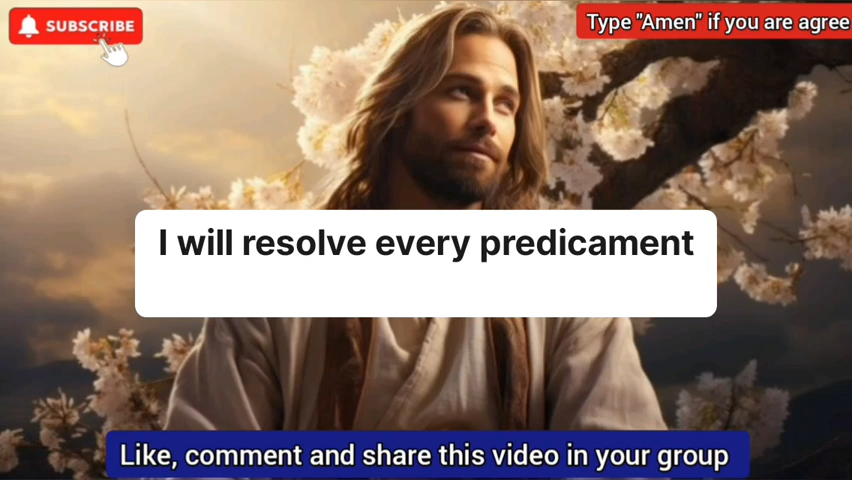 SUBSCRIBE
Type "Amen" if you are agree
I will resolve every predicament
Like, comment and share this video in your group